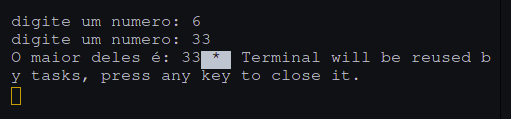 digite um numero: 6
digite um numero: 33
O maior deles é: 33 *  Terminal will be reused b
y tasks, press any key to close it.